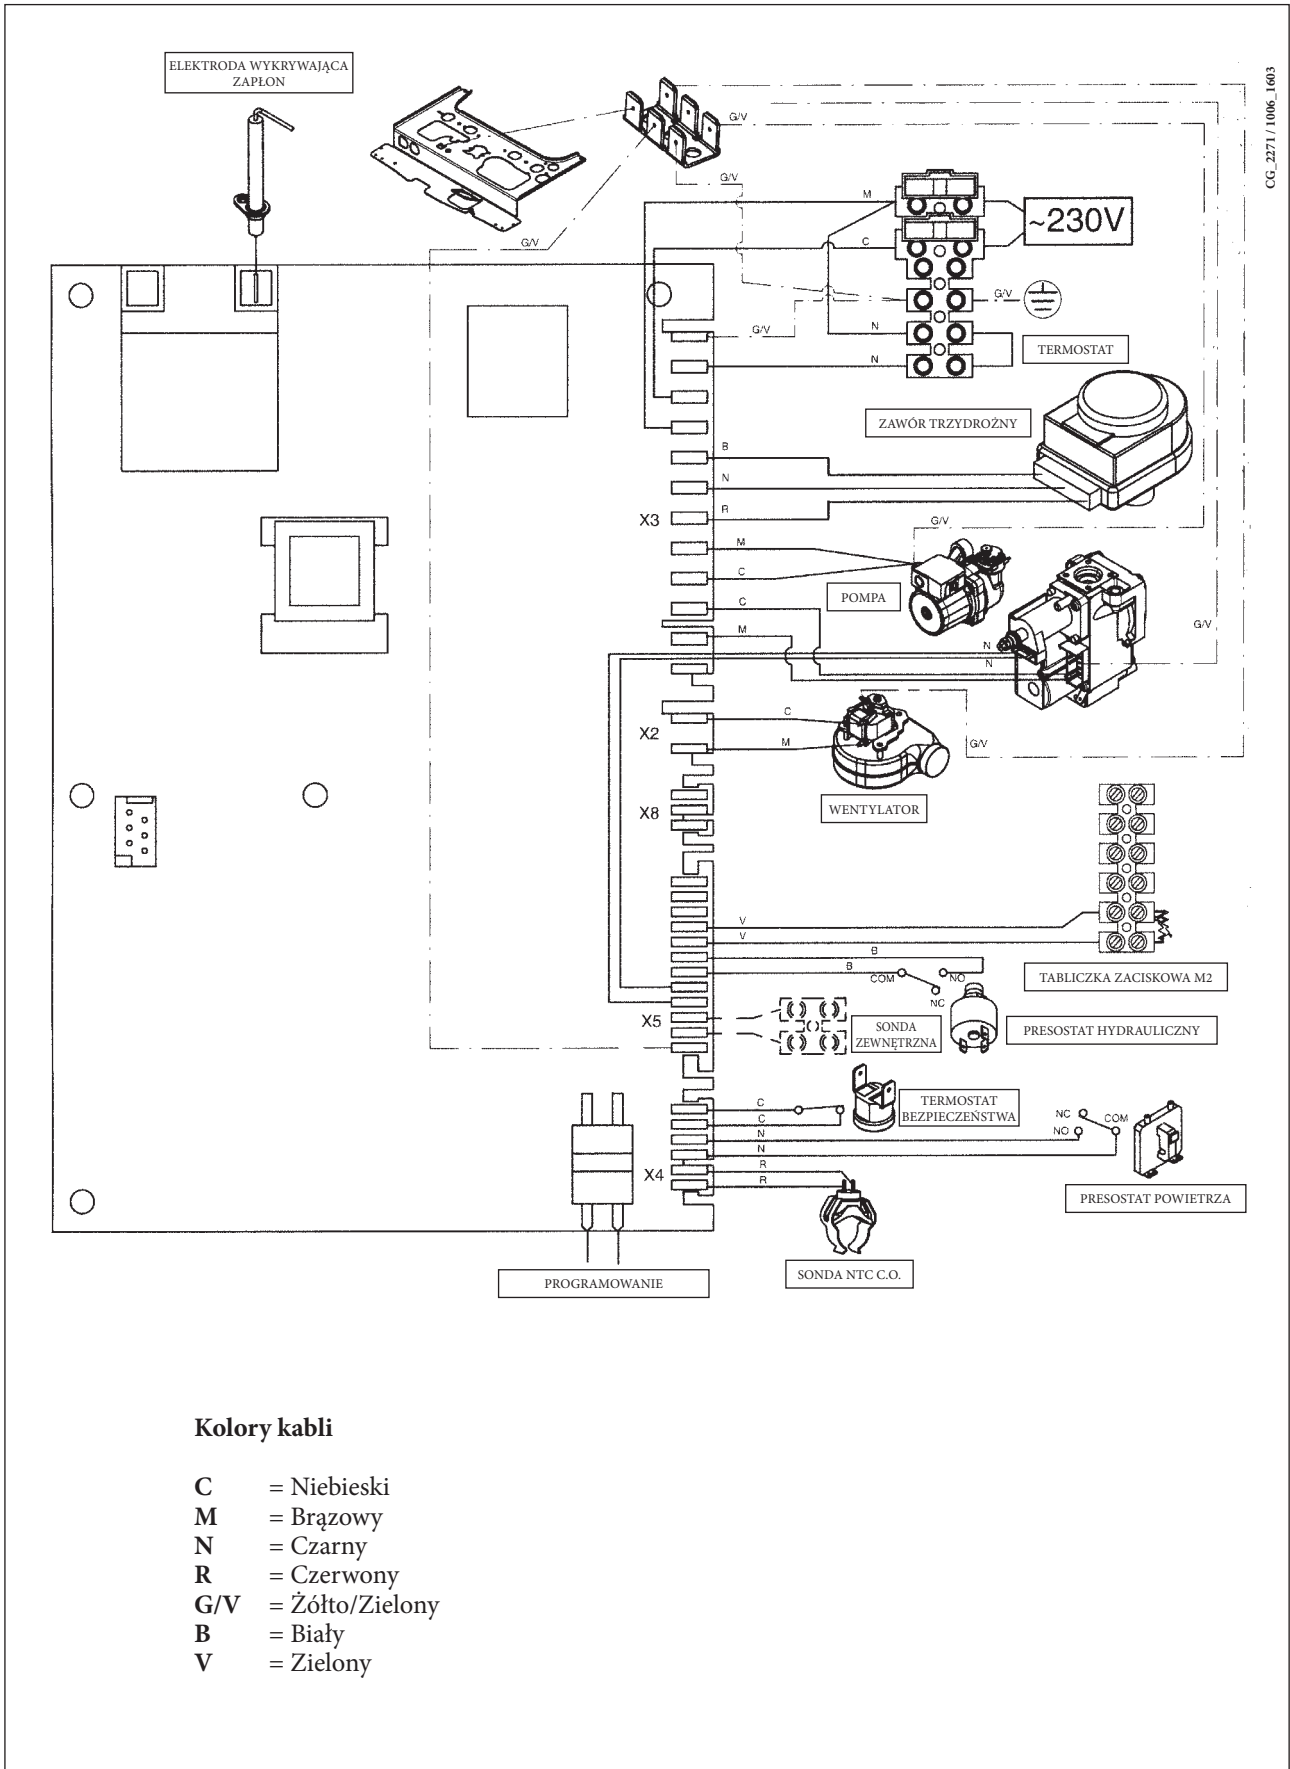 ELEKTRODA WYKRYWAJĄCA
ZAPŁON
CG_2271 / 1006_1603
G/V
G/V
M
~230V
G/V
C
G/V
G/V
N
TERMOSTAT
N
ZAWÓR TRZYDROŻNY
B
N
R
X3
G/V
M
C
POMPA
C
G/V
M
N
N
C
X2
M
G/V
X8
WENTYLATOR
V
V
B
B
COM
NO
TABLICZKA ZACISKOWA M2
NC
X5
SONDA
ZEWNĘTRZNA
PRESOSTAT HYDRAULICZNY
C
TERMOSTAT
BEZPIECZEŃSTWA
C
NC
COM
N
NO
N
R
X4
R
PRESOSTAT POWIETRZA
SONDA NTC C.O.
PROGRAMOWANIE
Kolory kabli
C = Niebieski
M = Brązowy
N = Czarny
R = Czerwony
G/V = Żółto/Zielony
B = Biały
V = Zielony